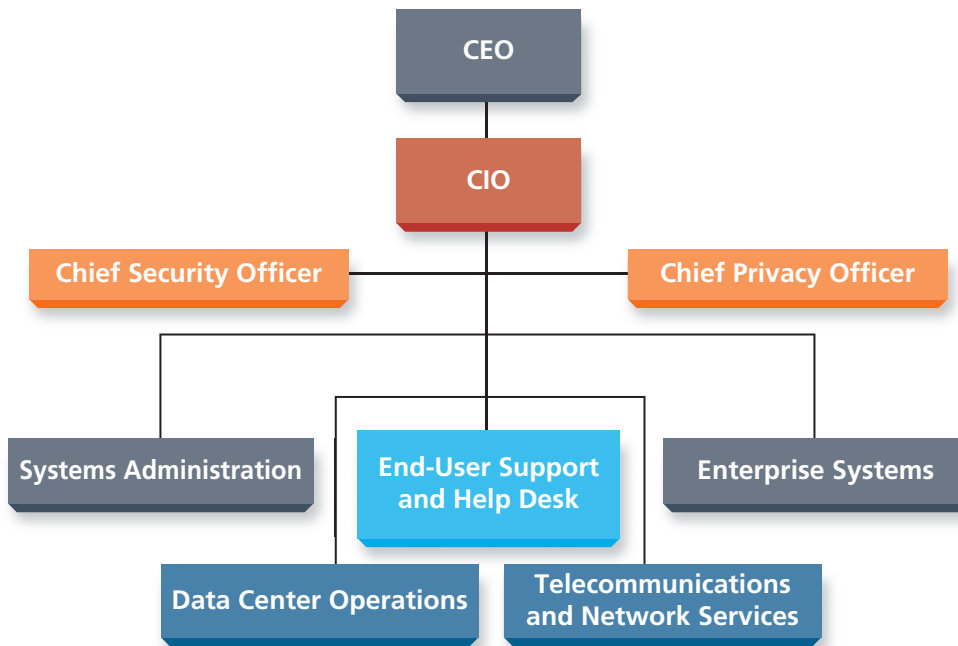 CEO
CIO
Chief Security Officer
Chief Privacy Officer
Systems Administration
End-User Support
and Help Desk
Enterprise Systems
Data Center Operations
Telecommunications
and Network Services